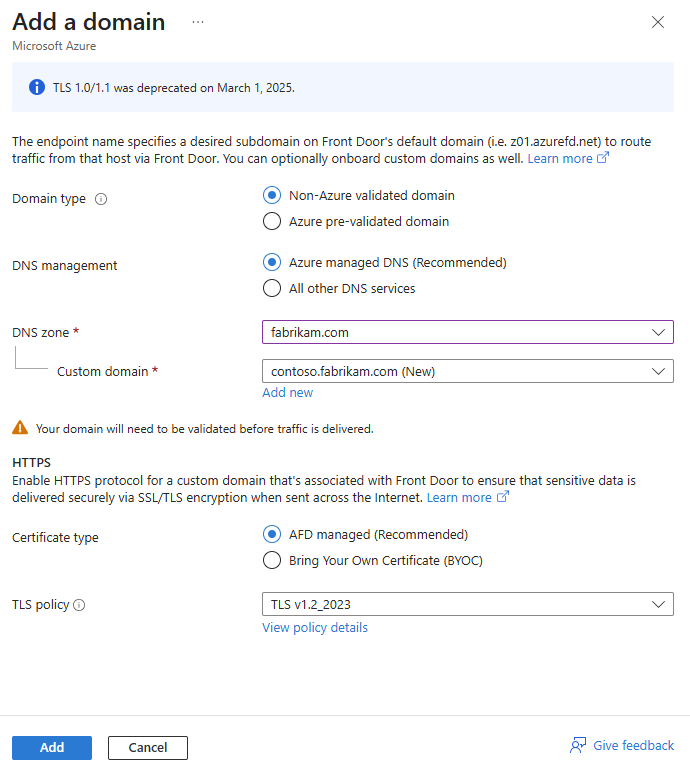 Add a domain ...
Microsoft Azure
TLS 1.0/1.1 was deprecated on March 1, 2025.
The endpoint name specifies a desired subdomain on Front Door's default domain (i.e. z01.azurefd.net) to route
traffic from that host via Front Door. You can optionally onboard custom domains as well. Learn more
Domain type
Non-Azure validated domain
Azure pre-validated domain
DNS management
Azure managed DNS (Recommended)
All other DNS services
DNS zone *
fabrikam.com
Custom domain *
contoso.fabrikam.com (New)
Add new
Your domain will need to be validated before traffic is delivered.
HTTPS
Enable HTTPS protocol for a custom domain that's associated with Front Door to ensure that sensitive data is
delivered securely via SSL/TLS encryption when sent across the Internet. Learn more
Certificate type
AFD managed (Recommended)
Bring Your Own Certificate (BYOC)
TLS policy
TLS v1.2_2023
View policy details
Add
Cancel
Give feedback